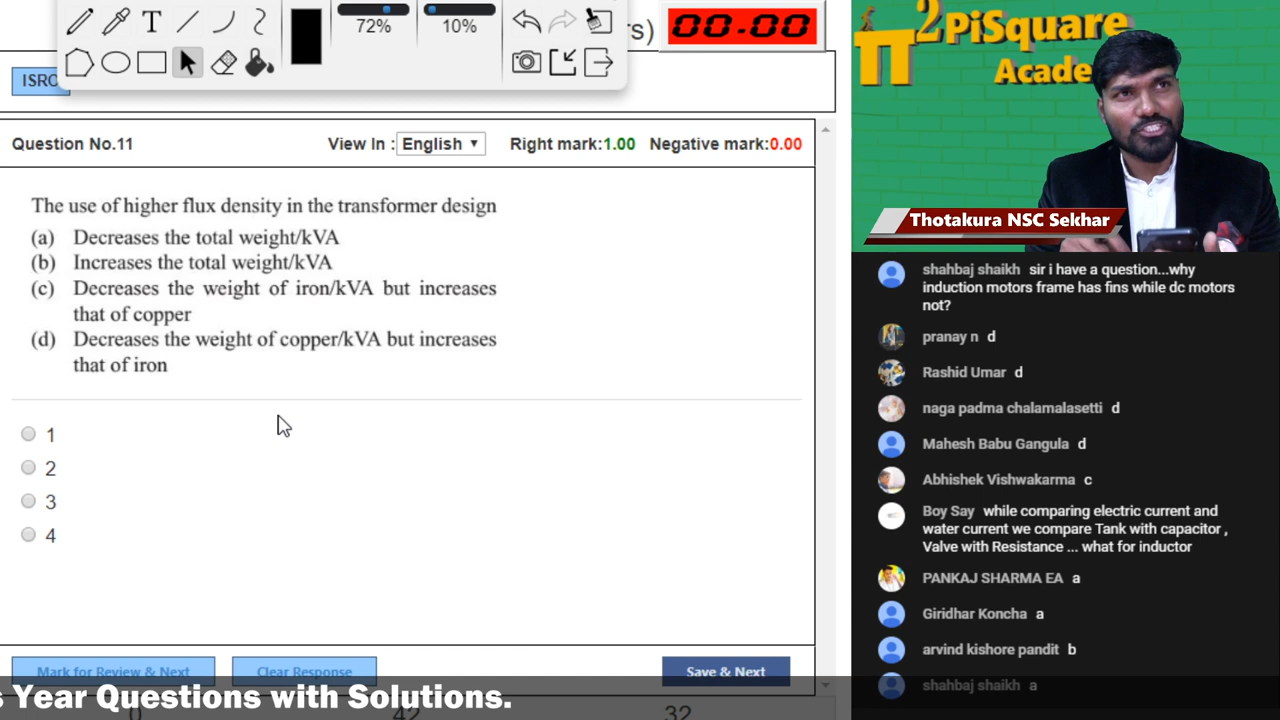 T
72%
10%
rs)
00.00
ISRO
Question No.11
View In : English
Right mark:1.00
Negative mark:0.00
The use of higher flux density in the transformer design
(a) Decreases the total weight/kVA
(b) Increases the total weight/kVA
(c) Decreases the weight of iron/kVA but increases
that of copper
(d) Decreases the weight of copper/kVA but increases
that of iron
1
2
3
4
Mark for Review & Next
Clear Response
Save & Next
s Year Questions with Solutions.
0
42
32
π2 PiSquare
Acade
Thotakura NSC Sekhar
shahbaj shaikh sir i have a question...why
induction motors frame has fins while dc motors
not?
pranay n d
Rashid Umar d
naga padma chalamalasetti d
Mahesh Babu Gangula d
Abhishek Vishwakarma c
Boy Say while comparing electric current and
water current we compare Tank with capacitor ,
Valve with Resistance ... what for inductor
PANKAJ SHARMA EA a
Giridhar Koncha a
arvind kishore pandit b
shahbaj shaikh a